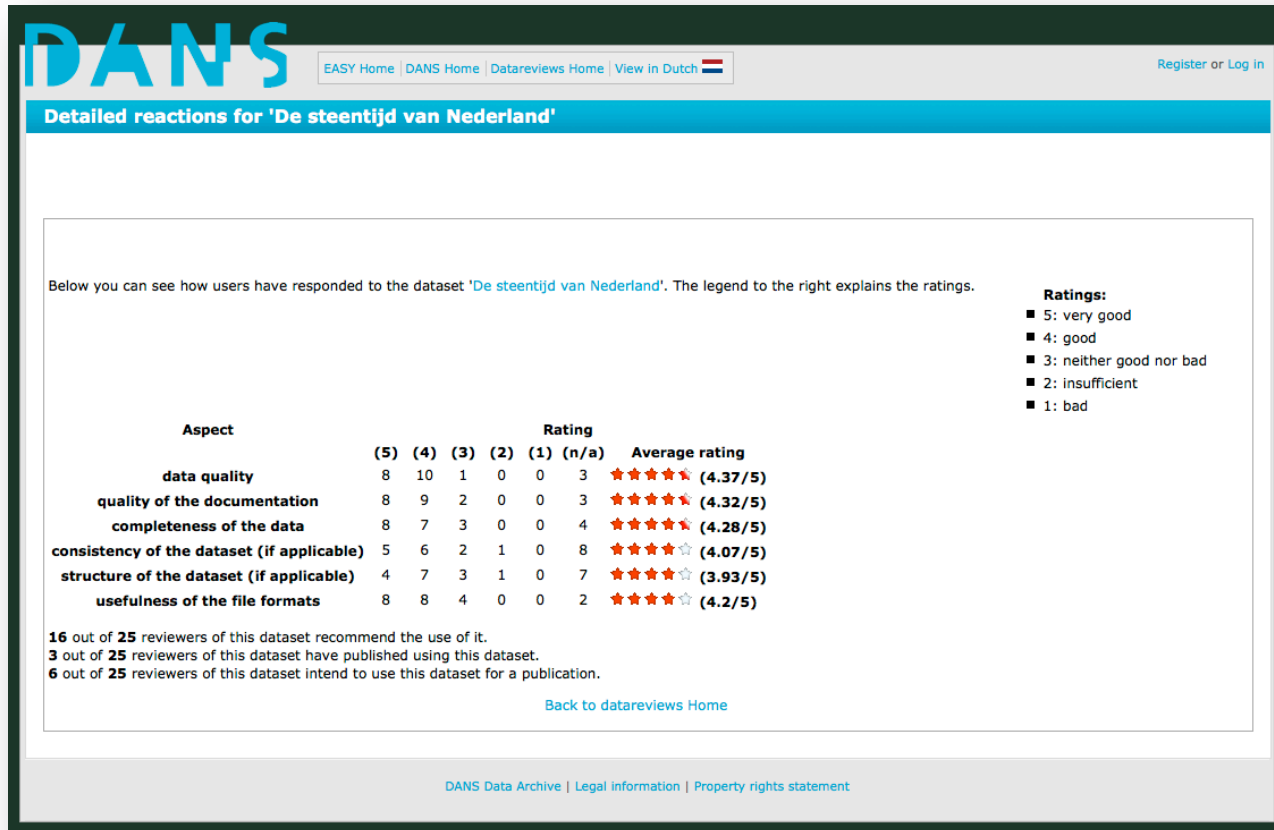 DANS
EASY Home | DANS Home | Datareviews Home | View in Dutch
Register or Log in
Detailed reactions for 'De steentijd van Nederland'
Below you can see how users have responded to the dataset 'De steentijd van Nederland'. The legend to the right explains the ratings.
Ratings:
5: very good
4: good
3: neither good nor bad
2: insufficient
1: bad
Aspect Rating
(5) (4) (3) (2) (1) (n/a) Average rating
data quality 8 10 1 0 0 3 (4.37/5)
quality of the documentation 8 9 2 0 0 3 (4.32/5)
completeness of the data 8 7 3 0 0 4 (4.28/5)
consistency of the dataset (if applicable) 5 6 2 1 0 8 (4.07/5)
structure of the dataset (if applicable) 4 7 3 1 0 7 (3.93/5)
usefulness of the file formats 8 8 4 0 0 2 (4.2/5)
16 out of 25 reviewers of this dataset recommend the use of it.
3 out of 25 reviewers of this dataset have published using this dataset.
6 out of 25 reviewers of this dataset intend to use this dataset for a publication.
Back to datareviews Home
DANS Data Archive | Legal information | Property rights statement